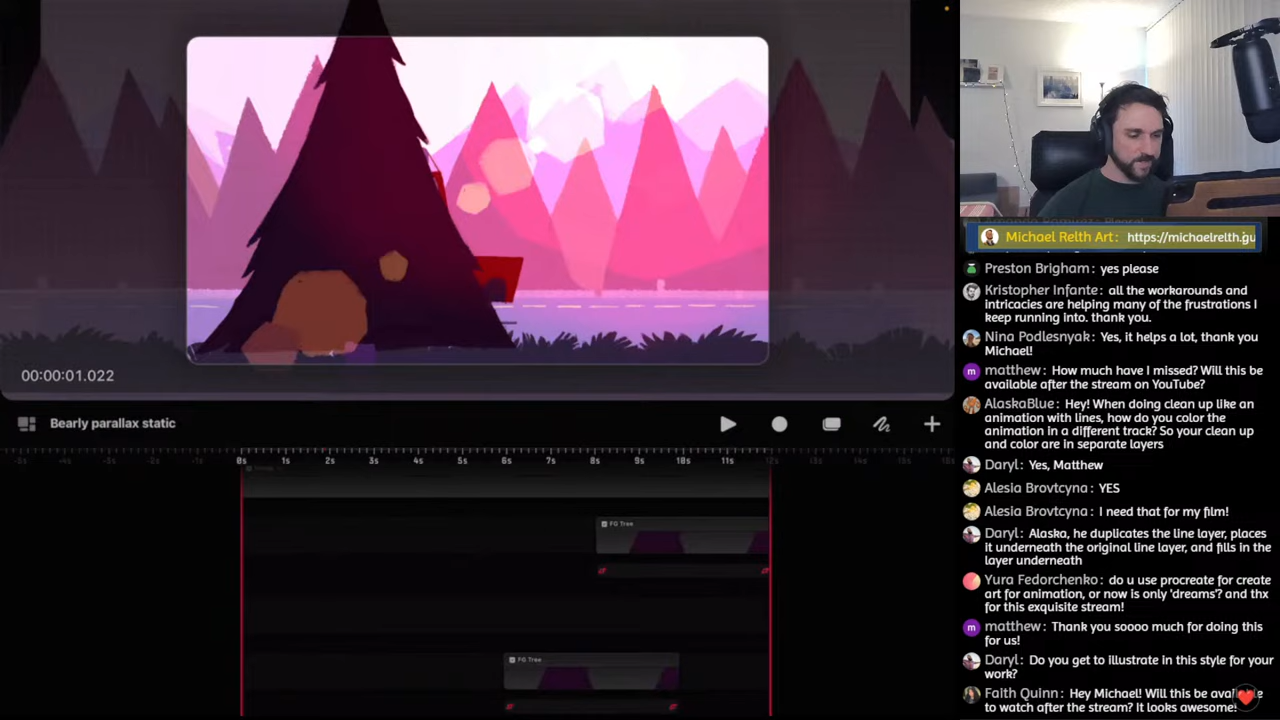 00:00:01.022
Bearly parallax static
0s 1s 2s 3s 4s 5s 6s 7s 8s 9s 10s 11s 12s
FG Tree
FG Tree
Michael Relth Art: https://michaelrelth.gu
Preston Brigham: yes please
Kristopher Infante: all the workarounds and
intricacies are helping many of the frustrations I
keep running into. thank you.
Nina Podlesnyak: Yes, it helps a lot, thank you
Michael!
m matthew: How much have I missed? Will this be
available after the stream on YouTube?
AlaskaBlue: Hey! When doing clean up like an
animation with lines, how do you color the
animation in a different track? So your clean up
and color are in separate layers
Daryl: Yes, Matthew
Alesia Brovtcyna: YES
Alesia Brovtcyna: I need that for my film!
Daryl: Alaska, he duplicates the line layer, places
it underneath the original line layer, and fills in the
layer underneath
Yura Fedorchenko: do u use procreate for create
art for animation, or now is only 'dreams'? and thx
for this exquisite stream!
m matthew: Thank you soooo much for doing this
for us!
Daryl: Do you get to illustrate in this style for your
work?
Faith Quinn: Hey Michael! Will this be available
to watch after the stream? It looks awesome!